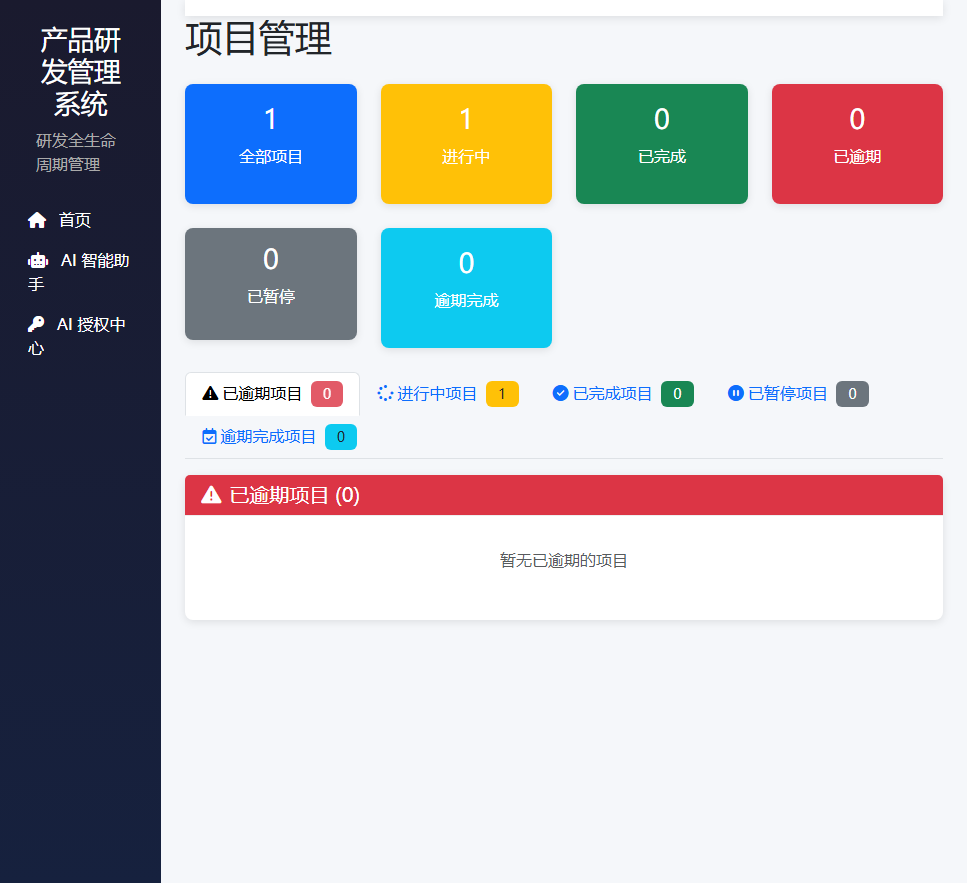 产品研
发管理
系统
研发全生命
周期管理
首页
AI 智能助
手
AI 授权中
心
项目管理
1
全部项目
1
进行中
0
已完成
0
已逾期
0
已暂停
0
逾期完成
已逾期项目 0 进行中项目 1 已完成项目 0 已暂停项目 0
逾期完成项目 0
已逾期项目 (0)
暂无已逾期的项目